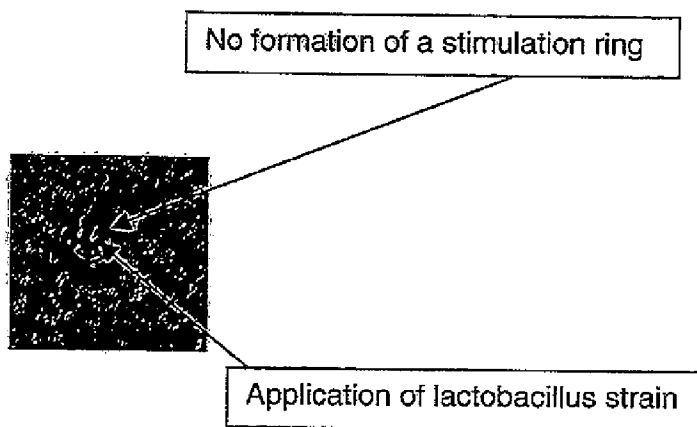 No formation of a stimulation ring
Application of lactobacillus strain